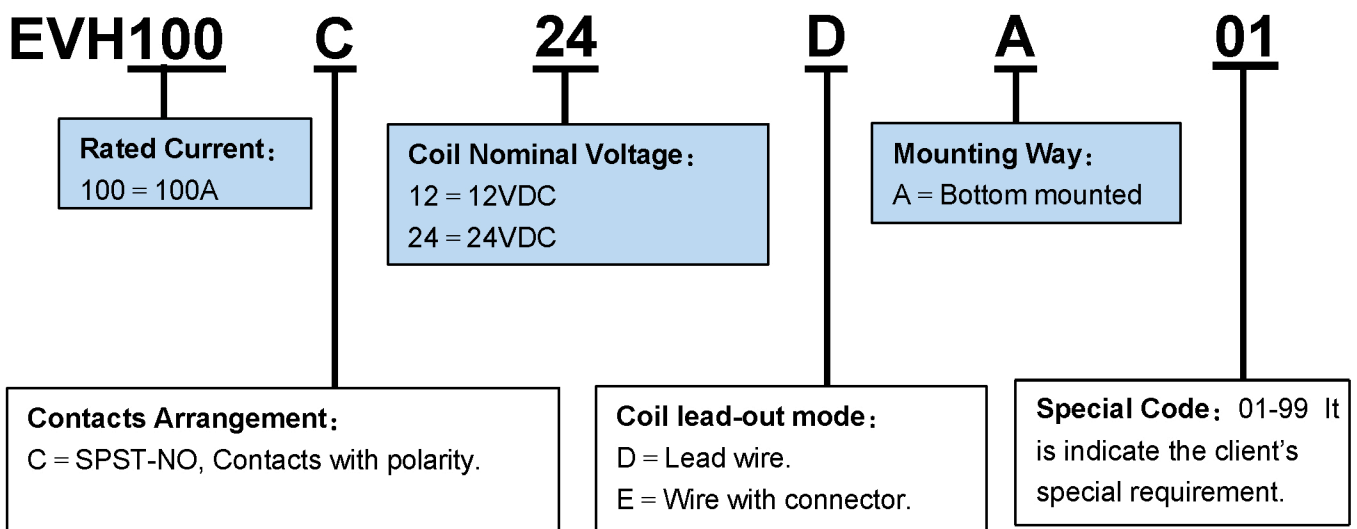 EVH100 C 24 D A 01
Rated Current：
100 = 100A
Coil Nominal Voltage：
12 = 12VDC
24 = 24VDC
Mounting Way：
A = Bottom mounted
Contacts Arrangement：
C = SPST-NO, Contacts with polarity.
Coil lead-out mode：
D = Lead wire.
E = Wire with connector.
Special Code： 01-99 It
is indicate the client's
special requirement.